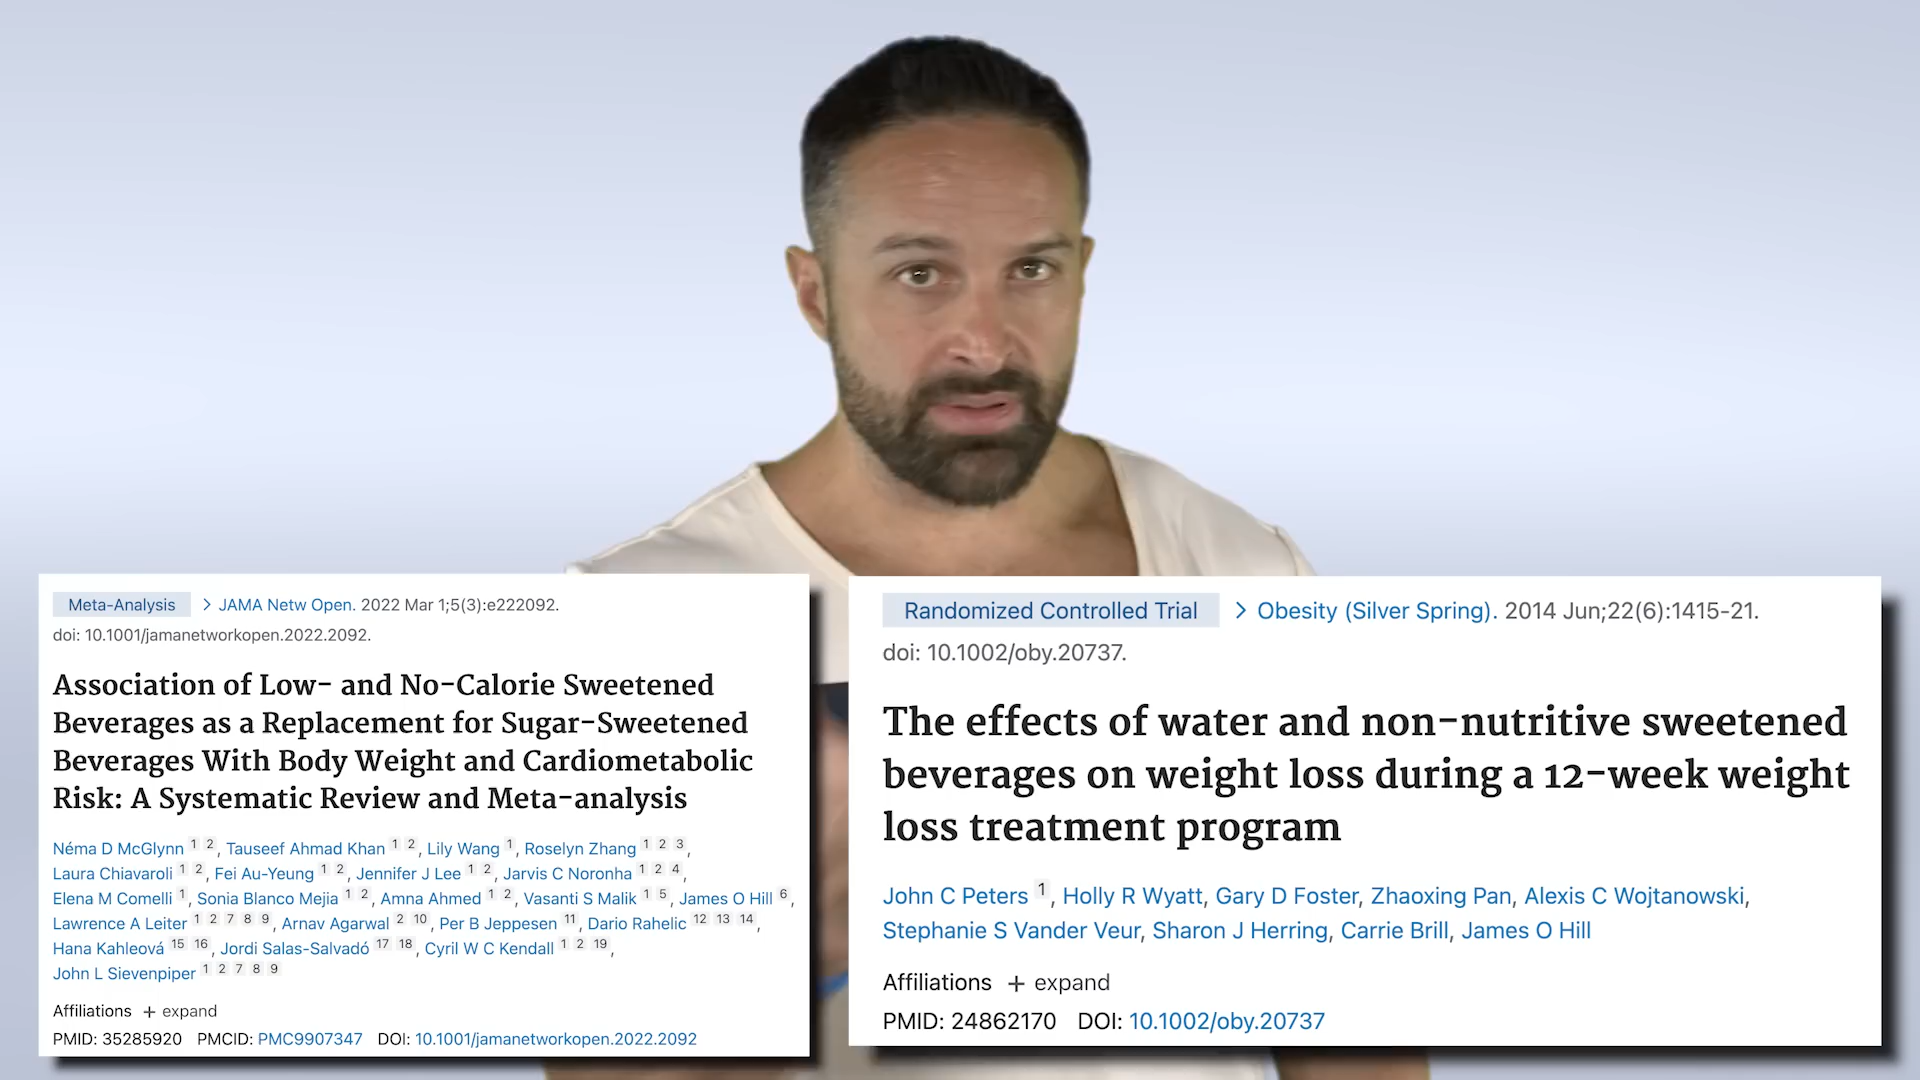 Meta-Analysis > JAMA Netw Open. 2022 Mar 1;5(3):e222092.
doi: 10.1001/jamanetworkopen.2022.2092.
Association of Low- and No-Calorie Sweetened
Beverages as a Replacement for Sugar-Sweetened
Beverages With Body Weight and Cardiometabolic
Risk: A Systematic Review and Meta-analysis
Néma D McGlynn 1 2, Tauseef Ahmad Khan 1 2, Lily Wang 1, Roselyn Zhang 1 2 3,
Laura Chiavaroli 1 2, Fei Au-Yeung 1 2, Jennifer J Lee 1 2, Jarvis C Noronha 1 2 4,
Elena M Comelli 1, Sonia Blanco Mejia 1 2, Amna Ahmed 1 2, Vasanti S Malik 1 5, James O Hill 6,
Lawrence A Leiter 1 2 7 8 9, Arnav Agarwal 2 10, Per B Jeppesen 11, Dario Rahelic 12 13 14,
Hana Kahleová 15 16, Jordi Salas-Salvadó 17 18, Cyril W C Kendall 1 2 19,
John L Sievenpiper 1 2 7 8 9
Affiliations + expand
PMID: 35285920 PMCID: PMC9907347 DOI: 10.1001/jamanetworkopen.2022.2092
Randomized Controlled Trial > Obesity (Silver Spring). 2014 Jun;22(6):1415-21.
doi: 10.1002/oby.20737.
The effects of water and non-nutritive sweetened
beverages on weight loss during a 12-week weight
loss treatment program
John C Peters 1, Holly R Wyatt, Gary D Foster, Zhaoxing Pan, Alexis C Wojtanowski,
Stephanie S Vander Veur, Sharon J Herring, Carrie Brill, James O Hill
Affiliations + expand
PMID: 24862170 DOI: 10.1002/oby.20737